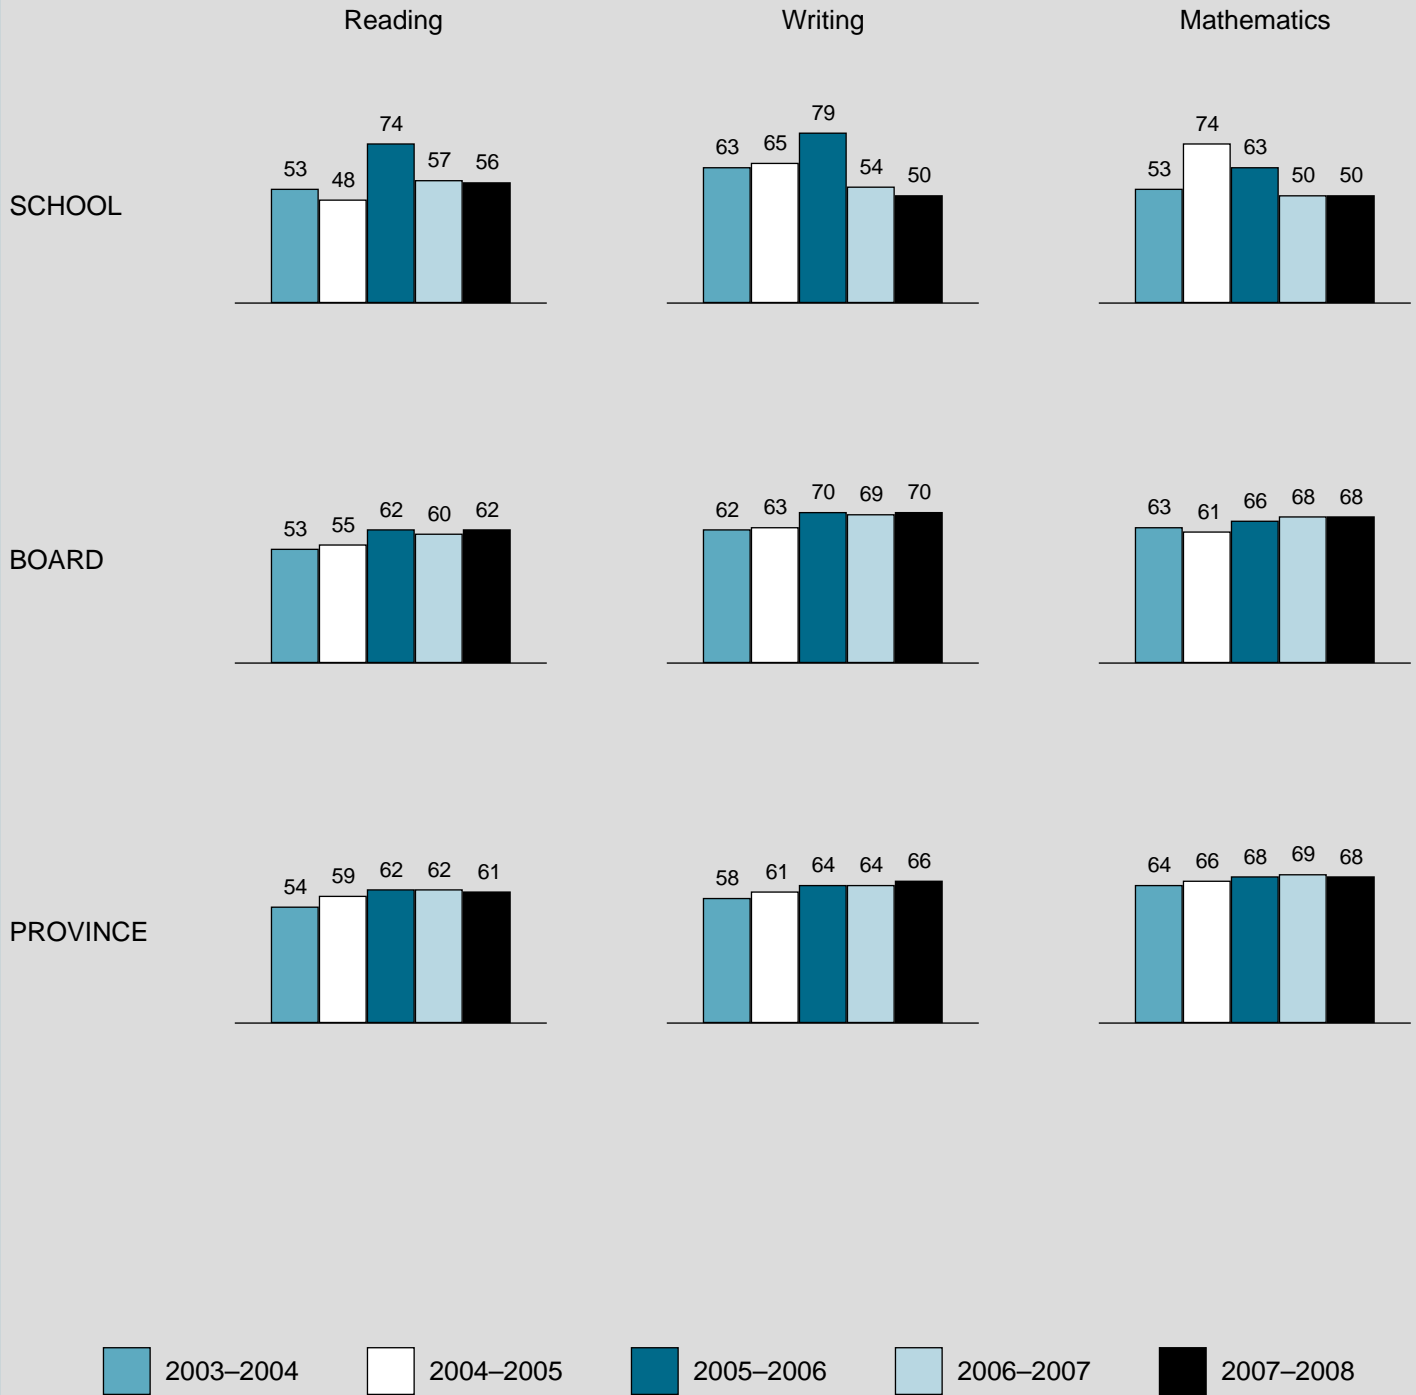 Reading Writing Mathematics
SCHOOL
53 48 74 57 56
63 65 79 54 50
53 74 63 50 50
BOARD
53 55 62 60 62
62 63 70 69 70
63 61 66 68 68
PROVINCE
54 59 62 62 61
58 61 64 64 66
64 66 68 69 68
2003–2004 2004–2005 2005–2006 2006–2007 2007–2008